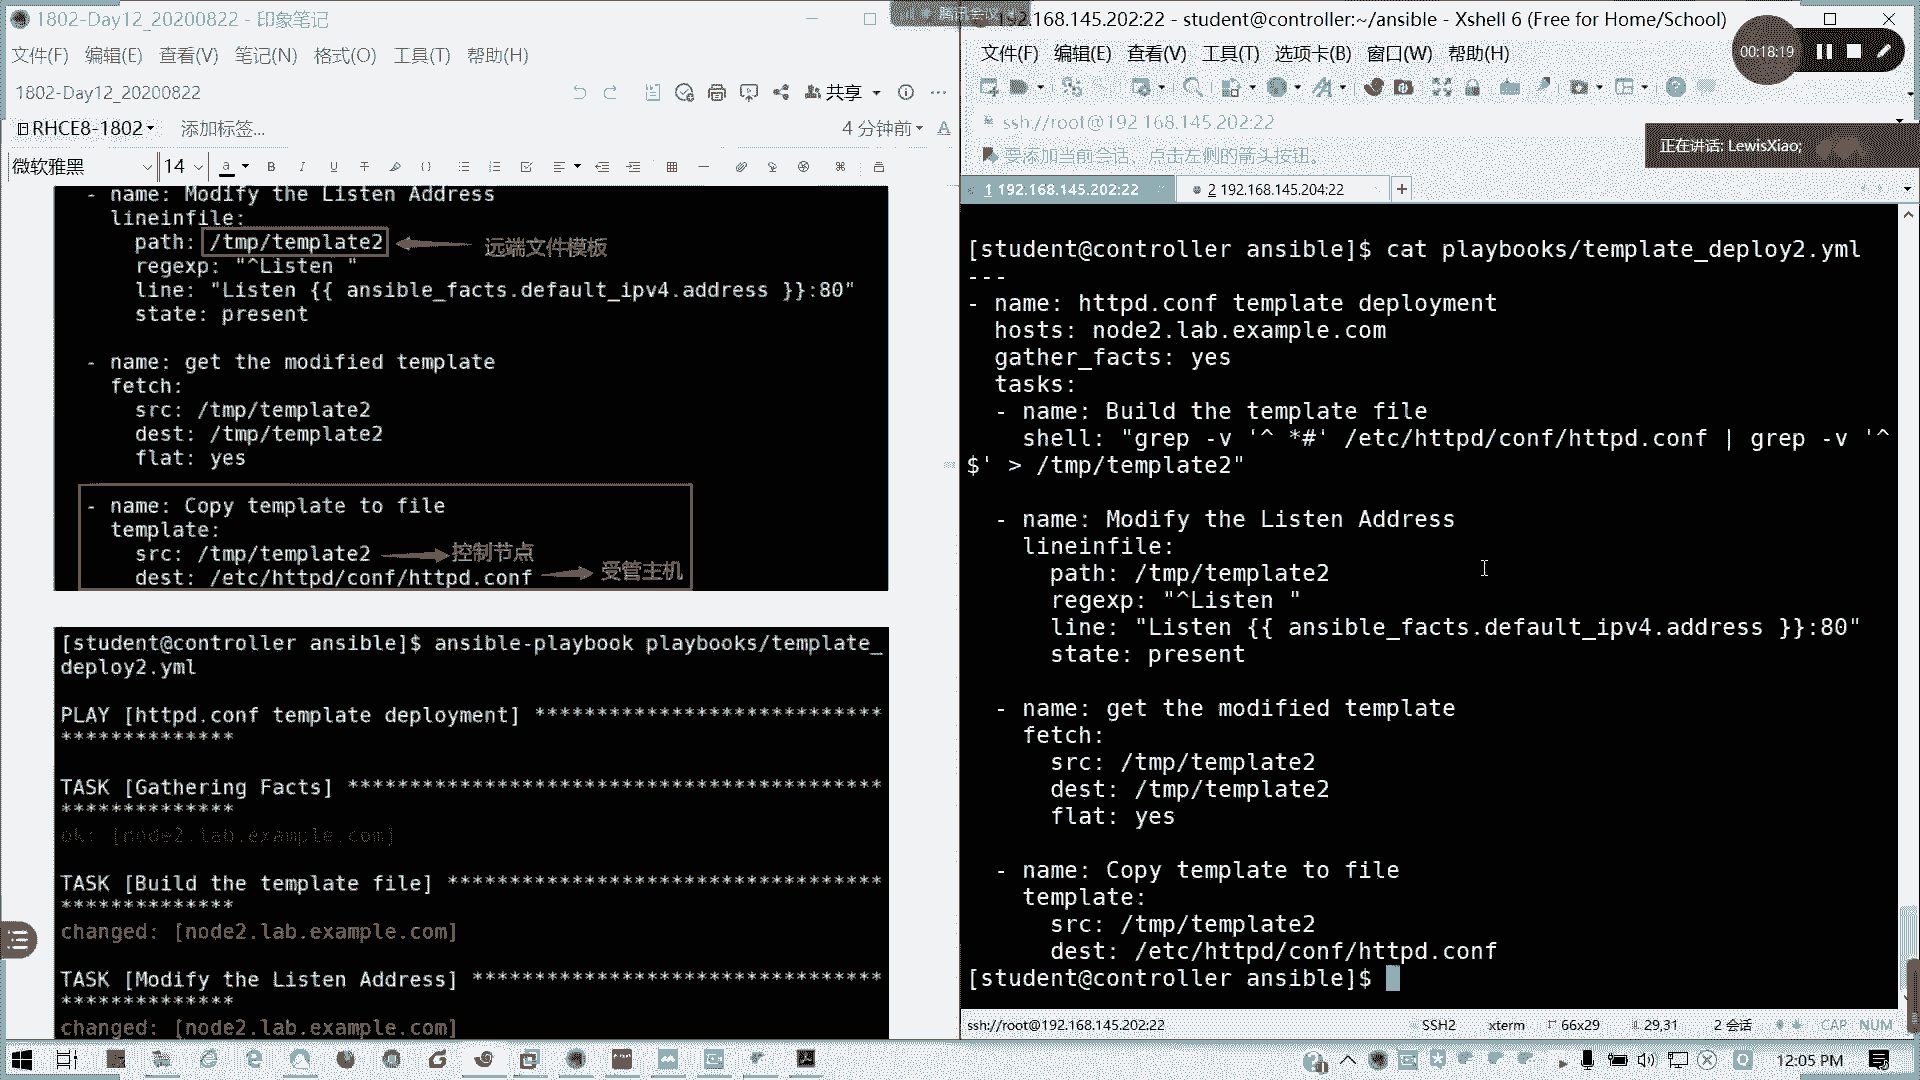 1802-Day12_20200822 - 印象笔记
文件(F) 编辑(E) 查看(V) 笔记(N) 格式(O) 工具(T) 帮助(H)
1802-Day12_20200822
共享
RHCE8-1802
添加标签...
4 分钟前
微软雅黑
14
- name: Modify the Listen Address
lineinfile:
path: /tmp/template2
远端文件模板
regexp: "^Listen "
line: "Listen {{ ansible_facts.default_ipv4.address }}:80"
state: present
- name: get the modified template
fetch:
src: /tmp/template2
dest: /tmp/template2
flat: yes
- name: Copy template to file
template:
src: /tmp/template2
控制节点
dest: /etc/httpd/conf/httpd.conf
受管主机
[student@controller ansible]$ ansible-playbook playbooks/template_
deploy2.yml
PLAY [httpd.conf template deployment] ****************************
**************
TASK [Gathering Facts] *******************************************
**************
ok: [node2.lab.example.com]
TASK [Build the template file] ***********************************
**************
changed: [node2.lab.example.com]
TASK [Modify the Listen Address] *********************************
**************
changed: [node2.lab.example.com]
192.168.145.202:22 - student@controller:~/ansible - Xshell 6 (Free for Home/School)
文件(F) 编辑(E) 查看(V) 工具(T) 选项卡(B) 窗口(W) 帮助(H)
00:18:19
ssh://root@192.168.145.202:22
正在讲话: LewisXiao;
要添加当前会话，点击左侧的箭头按钮。
1 192.168.145.202:22
2 192.168.145.204:22
[student@controller ansible]$ cat playbooks/template_deploy2.yml
---
- name: httpd.conf template deployment
hosts: node2.lab.example.com
gather_facts: yes
tasks:
- name: Build the template file
shell: "grep -v '^ *#' /etc/httpd/conf/httpd.conf | grep -v '^
$' > /tmp/template2"
- name: Modify the Listen Address
lineinfile:
path: /tmp/template2
regexp: "^Listen "
line: "Listen {{ ansible_facts.default_ipv4.address }}:80"
state: present
- name: get the modified template
fetch:
src: /tmp/template2
dest: /tmp/template2
flat: yes
- name: Copy template to file
template:
src: /tmp/template2
dest: /etc/httpd/conf/httpd.conf
[student@controller ansible]$
ssh://root@192.168.145.202:22
SSH2
xterm
66x29
29,31
2 会话
CAP NUM
12:05 PM